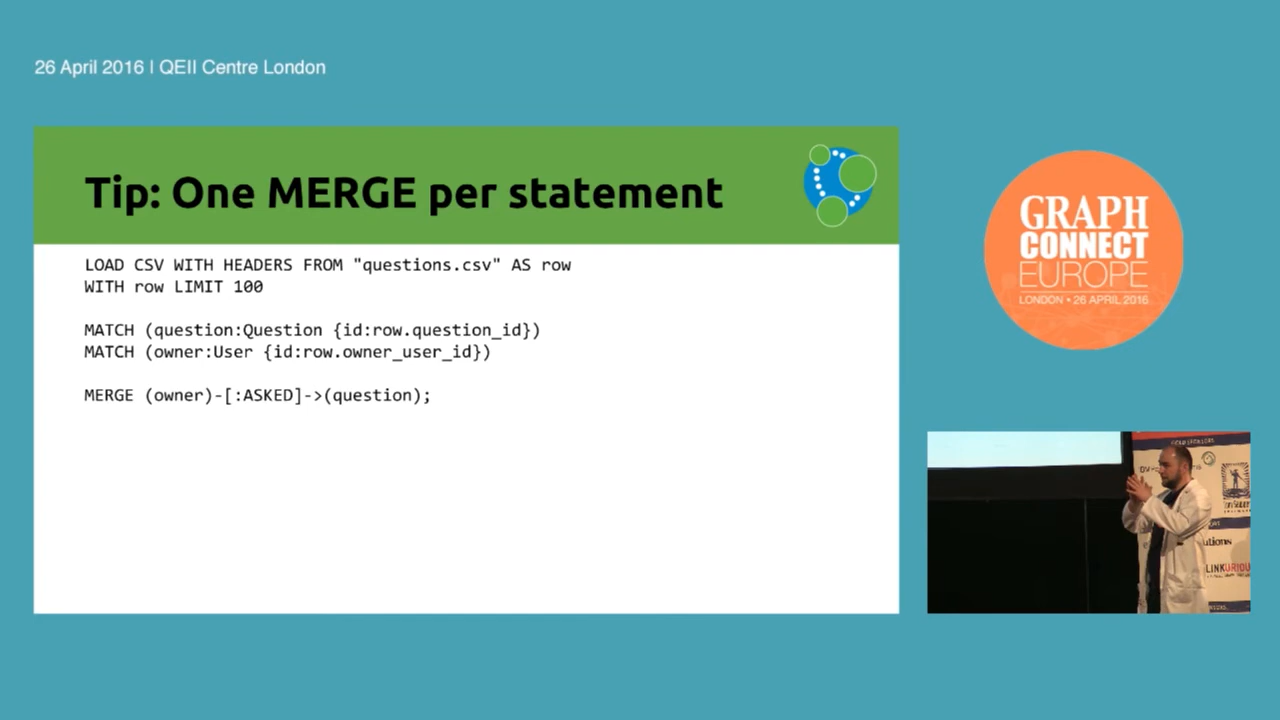 26 April 2016 | QEII Centre London
Tip: One MERGE per statement
LOAD CSV WITH HEADERS FROM "questions.csv" AS row
WITH row LIMIT 100
MATCH (question:Question {id:row.question_id})
MATCH (owner:User {id:row.owner_user_id})
MERGE (owner)-[:ASKED]->(question);
GRAPH
CONNECT
EUROPE
LONDON • 26 APRIL 2016
LINKURIOU